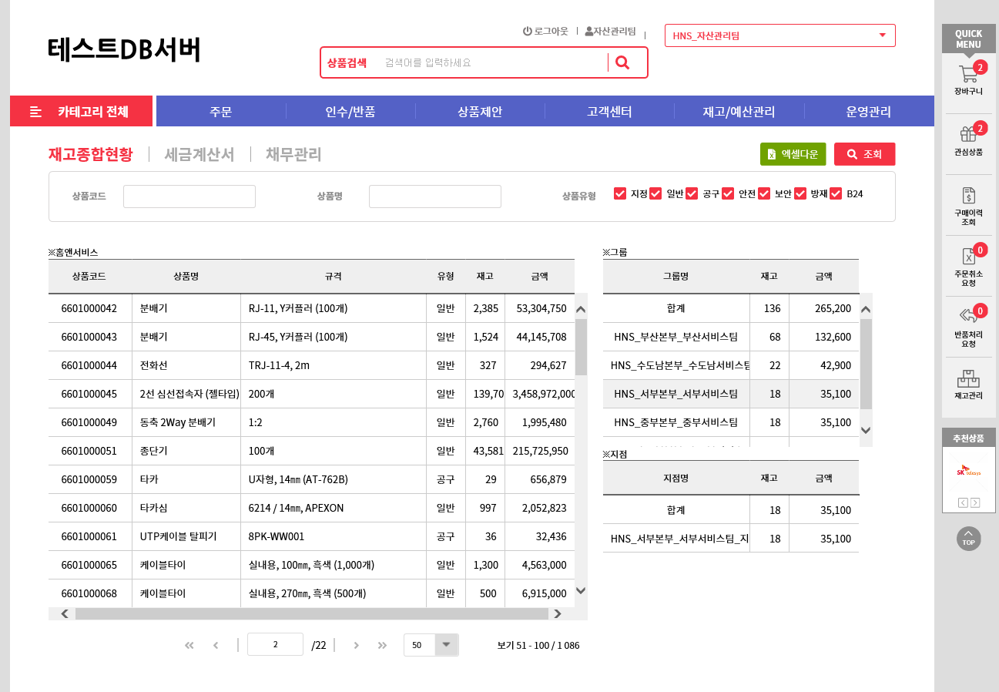 로그아웃 자산관리팀
HNS_자산관리팀
테스트DB서버
상품검색 검색어를 입력하세요
카테고리 전체 주문 인수/반품 상품제안 고객센터 재고/예산관리 운영관리
재고종합현황 세금계산서 채무관리
엑셀다운 조회
상품코드 상품명 상품유형 지정 일반 공구 안전 보안 방재 B24
※홈앤서비스
상품코드 상품명 규격 유형 재고 금액
6601000042 분배기 RJ-11, Y커플러 (100개) 일반 2,385 53,304,750
6601000043 분배기 RJ-45, Y커플러 (100개) 일반 1,524 44,145,708
6601000044 전화선 TRJ-11-4, 2m 일반 327 294,627
6601000045 2선 심선접속자 (젤타입) 200개 일반 139,70 3,458,972,000
6601000049 동축 2Way 분배기 1:2 일반 2,760 1,995,480
6601000051 종단기 100개 일반 43,581 215,725,950
6601000059 타카 U자형, 14㎜ (AT-762B) 공구 29 656,879
6601000060 타카심 6214 / 14㎜, APEXON 일반 997 2,052,823
6601000061 UTP케이블 탈피기 8PK-WW001 공구 36 32,436
6601000065 케이블타이 실내용, 100㎜, 흑색 (1,000개) 일반 1,300 4,563,000
6601000068 케이블타이 실내용, 270㎜, 흑색 (500개) 일반 500 6,915,000
2 /22 50 보기 51 - 100 / 1 086
※그룹
그룹명 재고 금액
합계 136 265,200
HNS_부산본부_부산서비스팀 68 132,600
HNS_수도남본부_수도남서비스팀 22 42,900
HNS_서부본부_서부서비스팀 18 35,100
HNS_중부본부_중부서비스팀 18 35,100
※지점
지점명 재고 금액
합계 18 35,100
HNS_서부본부_서부서비스팀_지 18 35,100
QUICK
MENU
2
장바구니
2
관심상품
구매이력
조회
0
주문취소
요청
0
반품처리
요청
재고관리
추천상품
SK telesys
TOP